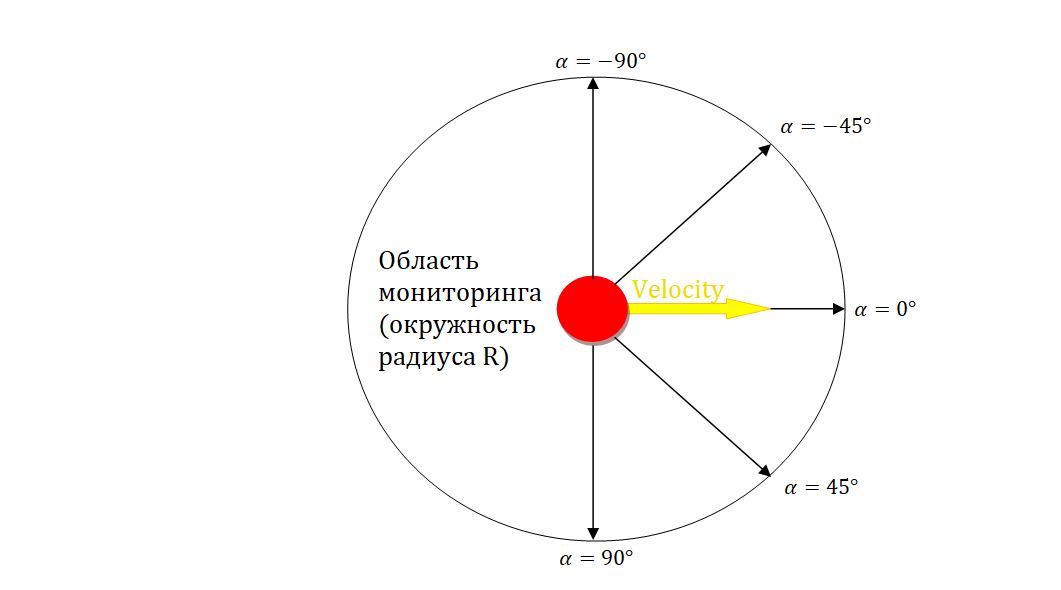 α = −90°
α = −45°
Область
мониторинга
(окружность
радиуса R)
Velocity
α = 0°
α = 45°
α = 90°